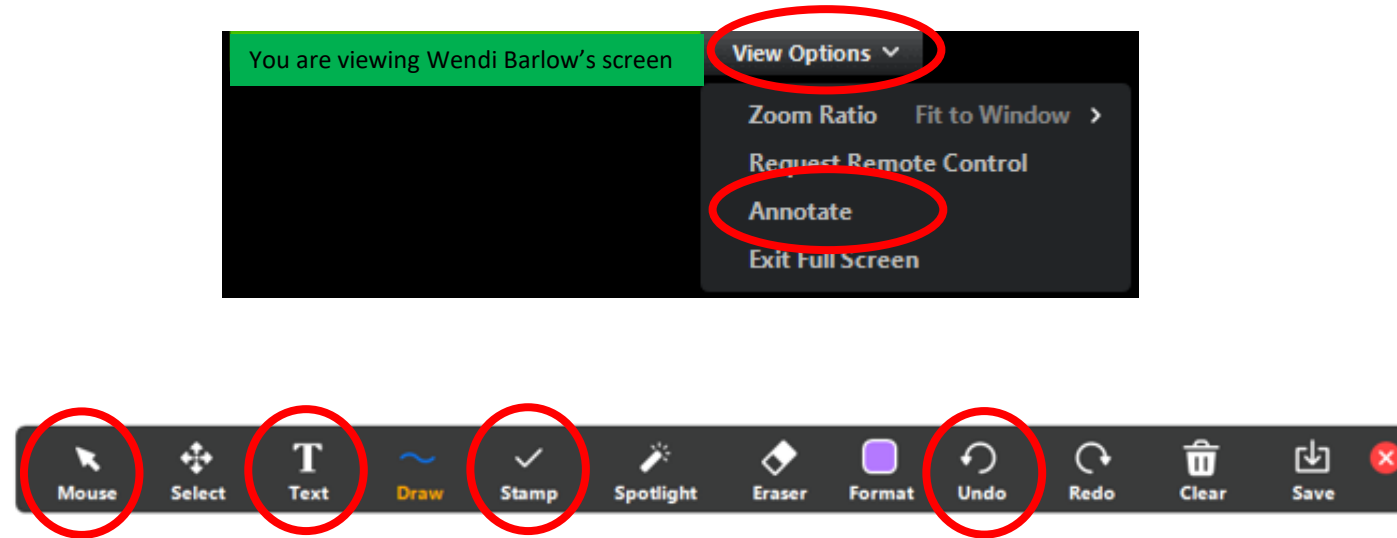 You are viewing Wendi Barlow's screen View Options
Zoom Ratio Fit to Window >
Request Remote Control
Annotate
Exit Full Screen
Mouse Select Text Draw Stamp Spotlight Eraser Format Undo Redo Clear Save